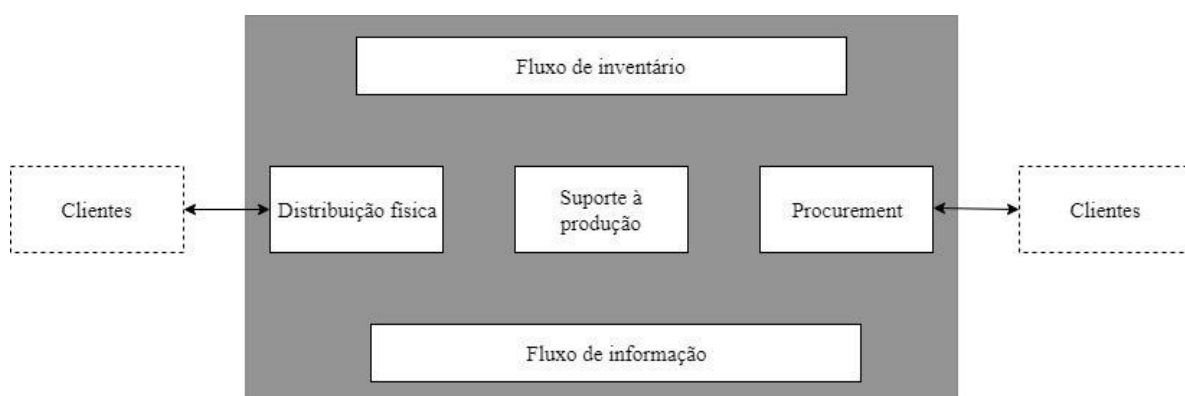 Fluxo de inventário
Clientes
Distribuição física
Suporte à
produção
Procurement
Clientes
Fluxo de informação